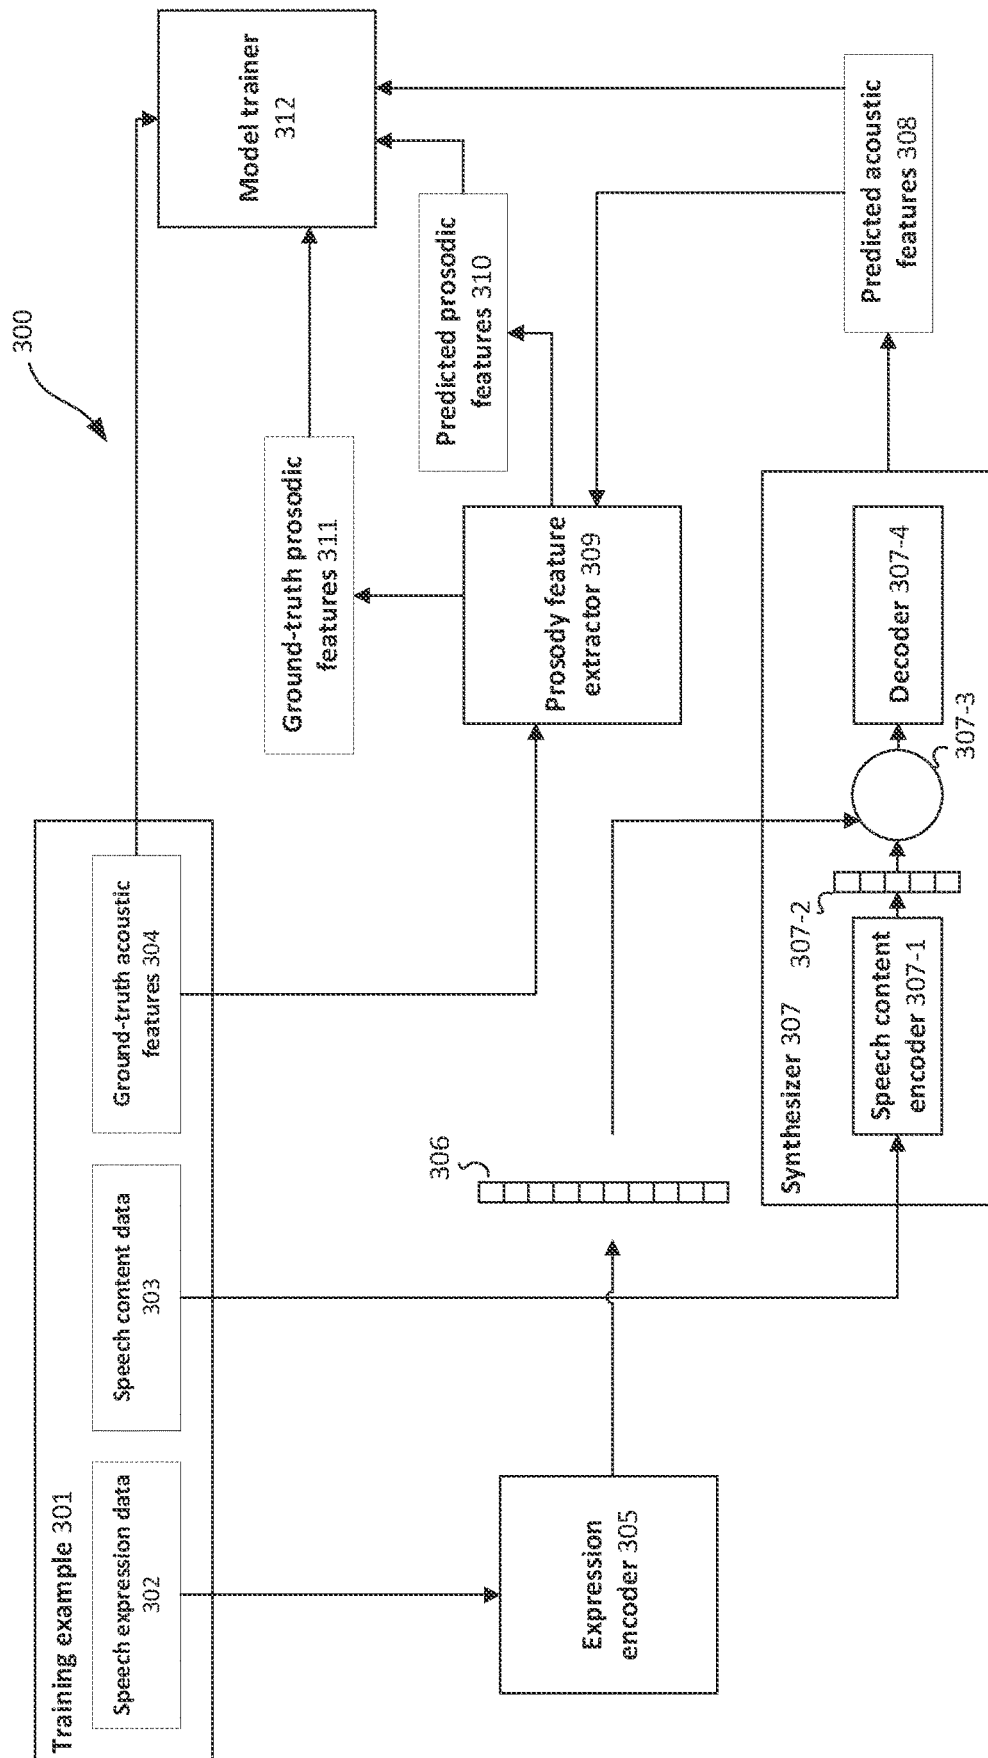 300
Training example 301
Speech expression data
302
Speech content data
303
Ground-truth acoustic
features 304
Model trainer
312
Ground-truth prosodic
features 311
Predicted prosodic
features 310
Expression
encoder 305
306
Prosody feature
extractor 309
Synthesizer 307
Speech content
encoder 307-1
307-2
307-3
Decoder 307-4
Predicted acoustic
features 308